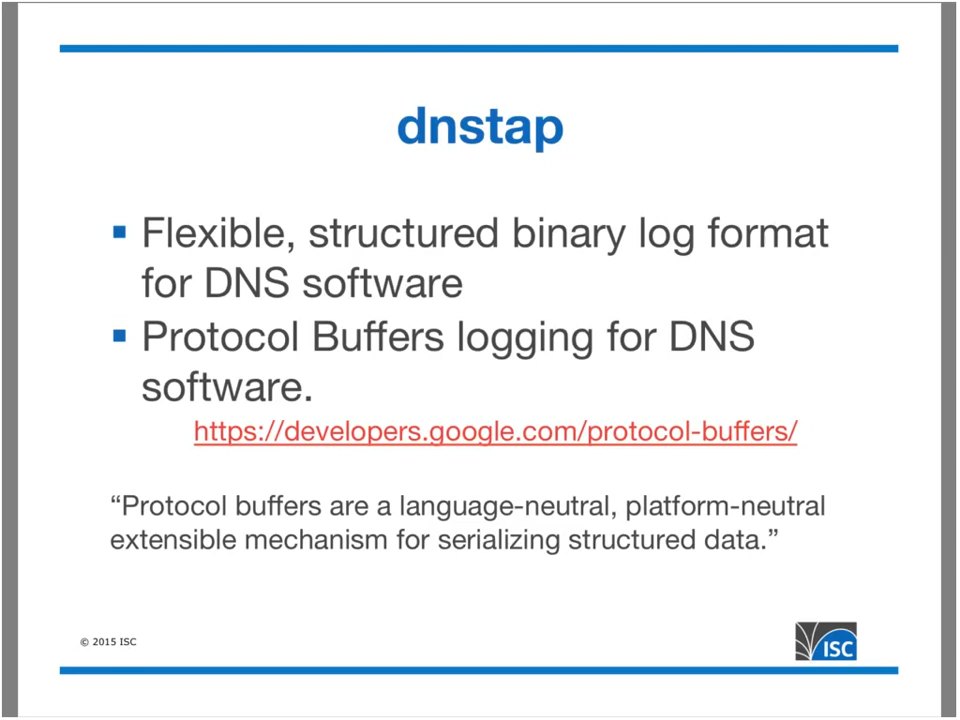 dnstap
Flexible, structured binary log format
for DNS software
Protocol Buffers logging for DNS
software.
https://developers.google.com/protocol-buffers/
“Protocol buffers are a language-neutral, platform-neutral
extensible mechanism for serializing structured data.”
© 2015 ISC
ISC